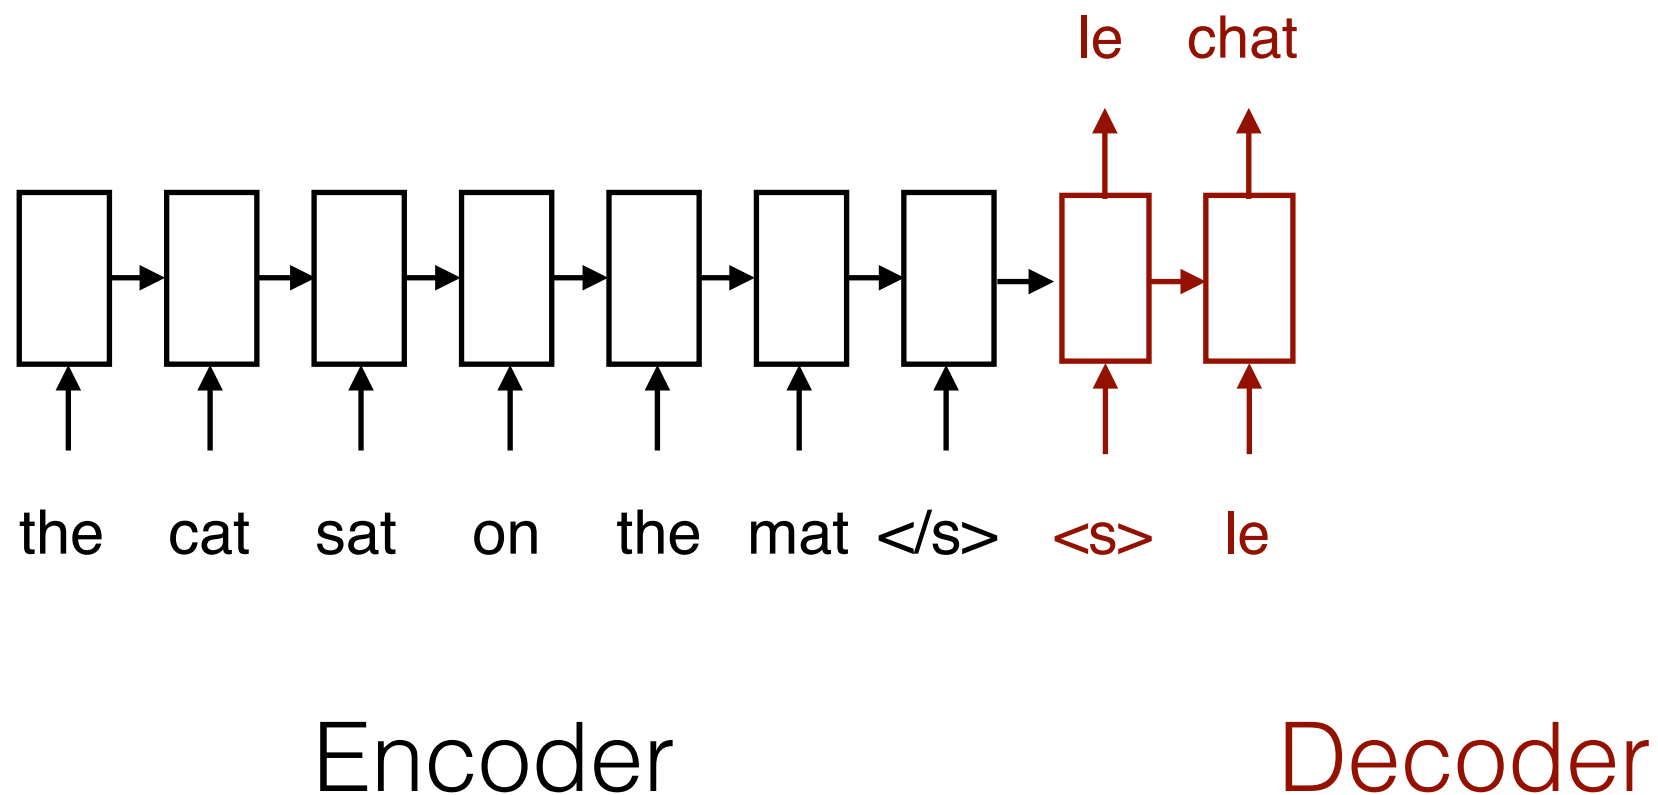 le chat
the cat sat on the mat </s> <s> le
Encoder Decoder